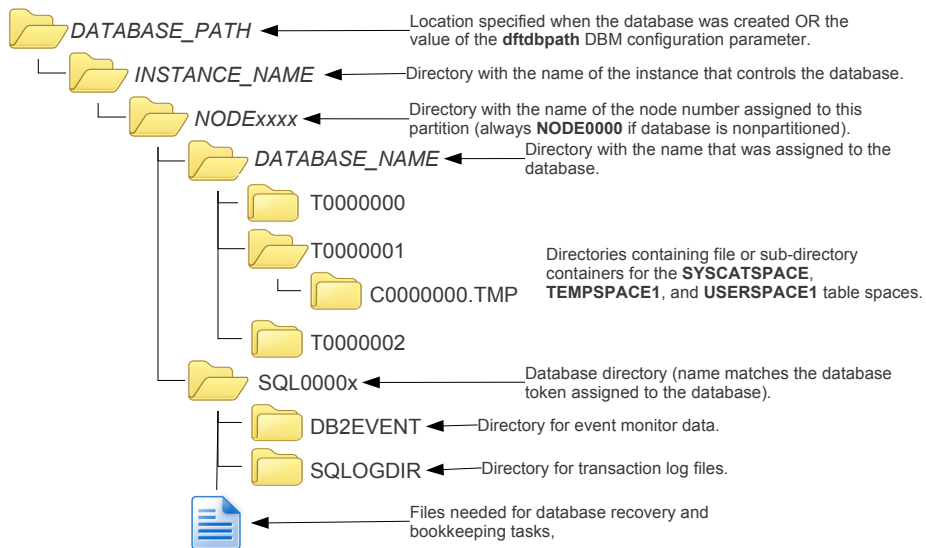 DATABASE_PATH
Location specified when the database was created OR the
value of the dftdbpath DBM configuration parameter.
INSTANCE_NAME
Directory with the name of the instance that controls the database.
NODExxxx
Directory with the name of the node number assigned to this
partition (always NODE0000 if database is nonpartitioned).
DATABASE_NAME
Directory with the name that was assigned to the
database.
T0000000
T0000001
C0000000.TMP
Directories containing file or sub-directory
containers for the SYSCATSPACE,
TEMPSPACE1, and USERSPACE1 table spaces.
T0000002
SQL0000x
Database directory (name matches the database
token assigned to the database).
DB2EVENT
Directory for event monitor data.
SQLOGDIR
Directory for transaction log files.
Files needed for database recovery and
bookkeeping tasks,